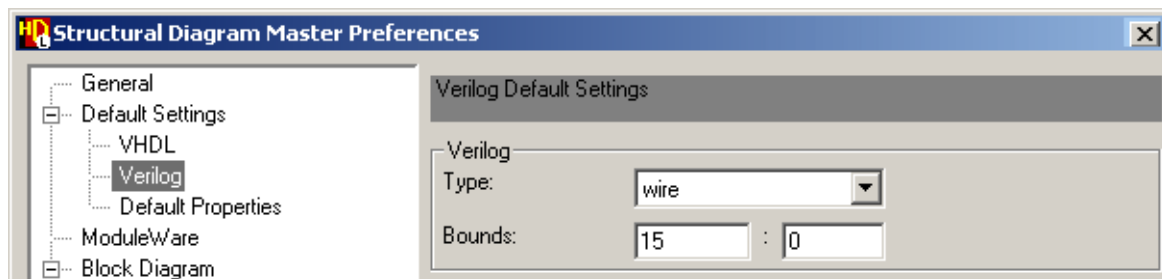 HDL Structural Diagram Master Preferences
General
Default Settings
VHDL
Verilog
Default Properties
ModuleWare
Block Diagram
Verilog Default Settings
Verilog
Type: wire
Bounds: 15 : 0